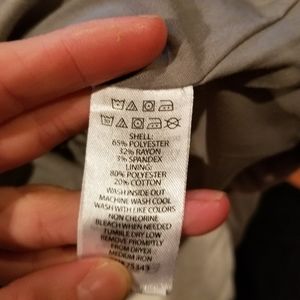 SHELL:
65% POLYESTER
32% RAYON
3% SPANDEX
LINING:
80% POLYESTER
20% COTTON
WASH INSIDE OUT
MACHINE WASH COOL
WASH WITH LIKE COLORS
NON CHLORINE
BLEACH WHEN NEEDED
TUMBLE DRY LOW
REMOVE PROMPTLY
FROM DRYER
MEDIUM IRON